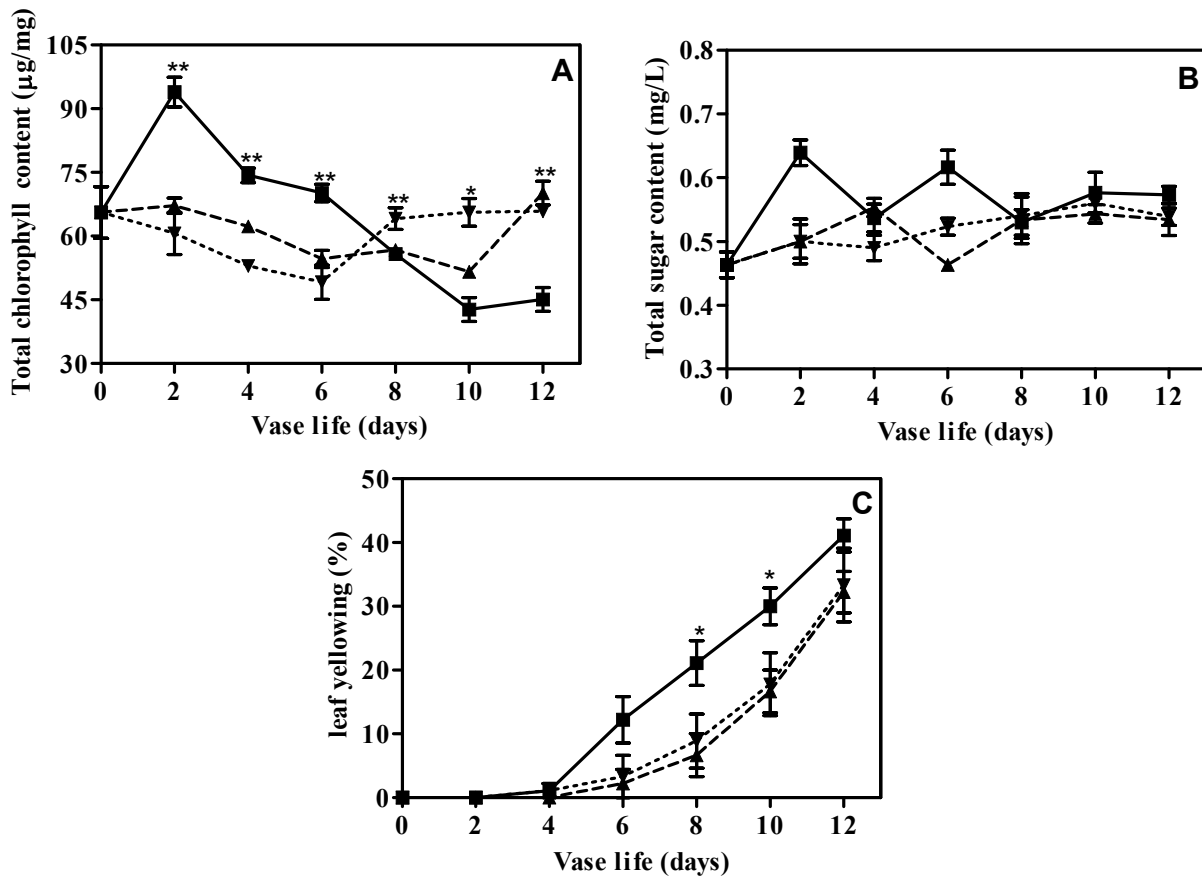 A
Total chlorophyll content (µg/mg)
105
90
75
60
45
30
** ** ** ** * **
0 2 4 6 8 10 12
Vase life (days)
B
Total sugar content (mg/L)
0.8
0.7
0.6
0.5
0.4
0.3
0 2 4 6 8 10 12
Vase life (days)
C
leaf yellowing (%)
50
40
30
20
10
0
* *
0 2 4 6 8 10 12
Vase life (days)